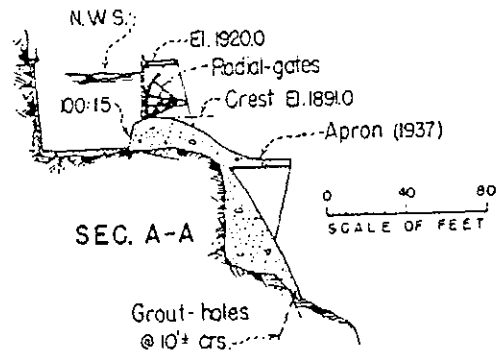 N.W.S.
El. 1920.0
Radial-gates
100:15
Crest El. 1891.0
Apron (1937)
0 40 80
SCALE OF FEET
SEC. A-A
Grout-holes
@ 10'± crs.